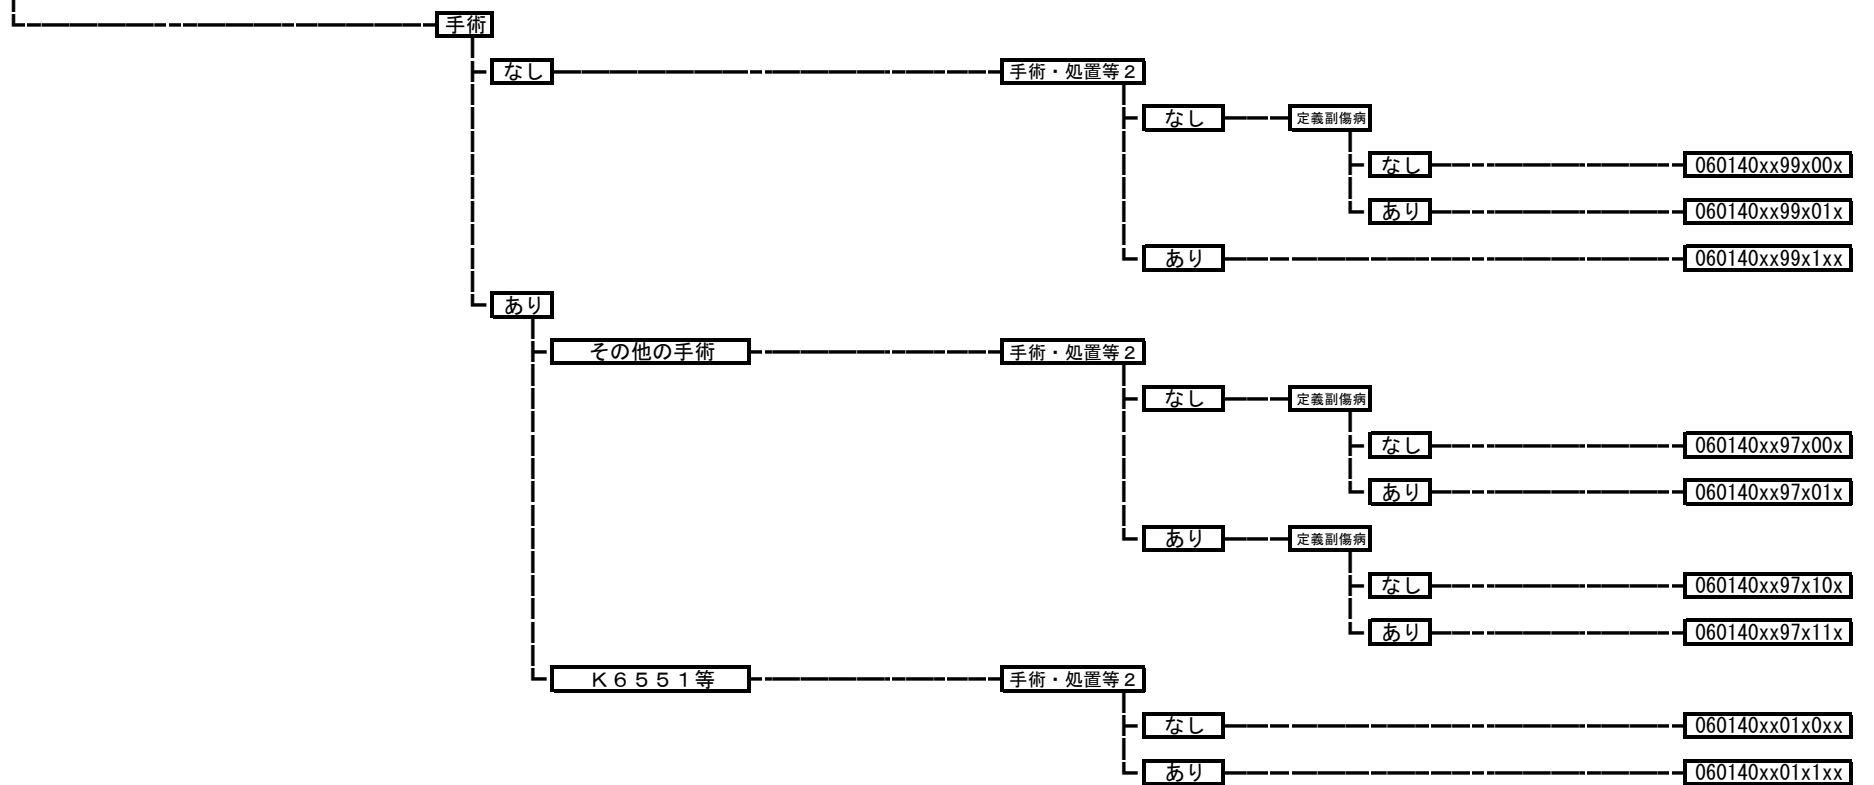 手術
なし 手術・処置等２
なし 定義副傷病
なし 060140xx99x00x
あり 060140xx99x01x
あり 060140xx99x1xx
あり
その他の手術 手術・処置等２
なし 定義副傷病
なし 060140xx97x00x
あり 060140xx97x01x
あり 定義副傷病
なし 060140xx97x10x
あり 060140xx97x11x
Ｋ６５５１等 手術・処置等２
なし 060140xx01x0xx
あり 060140xx01x1xx